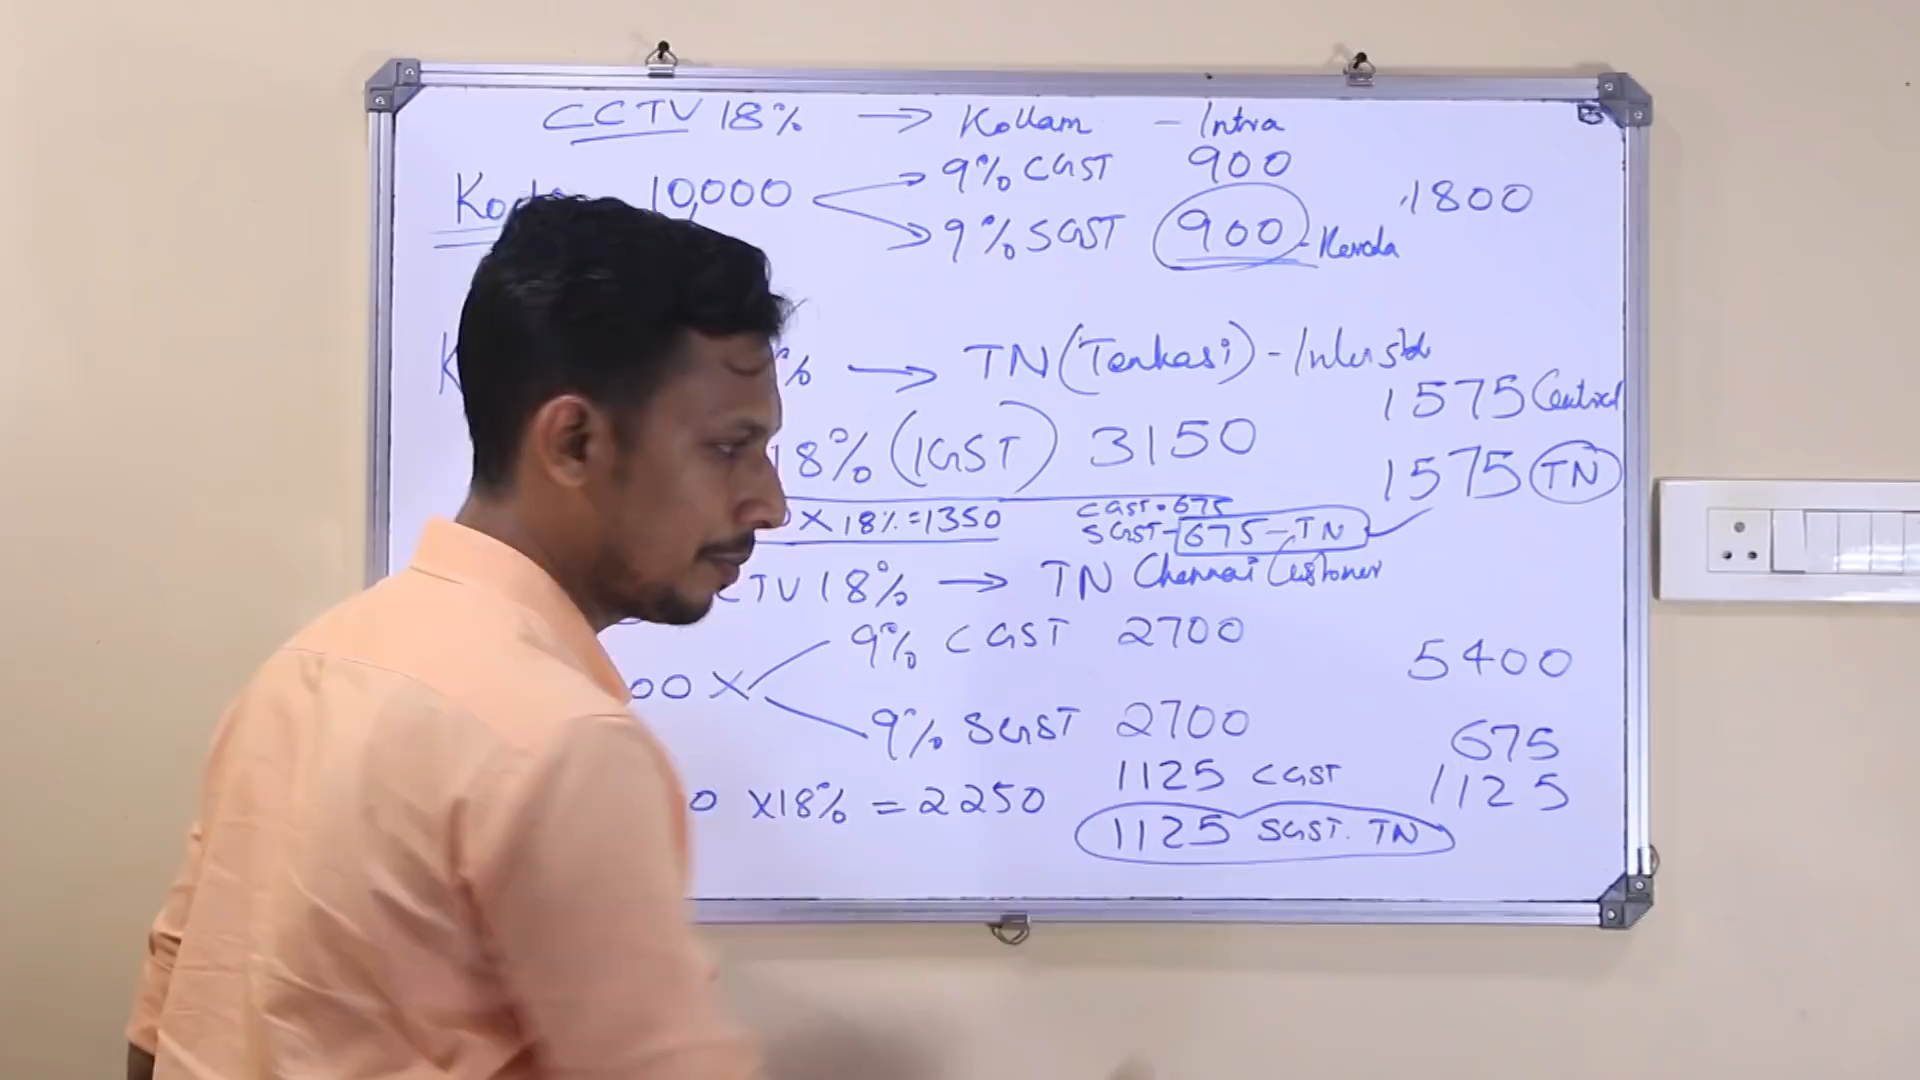 CCTV 18% → Kollam - Intra
10,000 9% CGST 900
9% SGST 900 - Kerala 1800
% → TN (Tenkasi) -
18% (IGST) 3150
1575 Central
1575 TN
X 18% = 1350 CGST - 675
SGST - 675 - TN
CTV 18% → TN Chennai Customer
9% CGST 2700
00 X 5400
9% SGST 2700 675
1125 CGST 1125
0 X18% = 2250
1125 SGST. TN